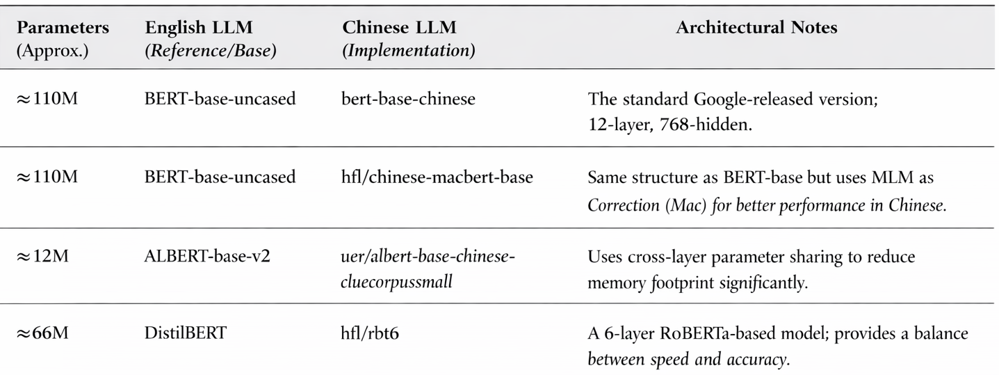 Parameters English LLM Chinese LLM Architectural Notes
(Approx.) (Reference/Base) (Implementation)
≈110M BERT-base-uncased bert-base-chinese The standard Google-released version;
12-layer, 768-hidden.
≈110M BERT-base-uncased hfl/chinese-macbert-base Same structure as BERT-base but uses MLM as
Correction (Mac) for better performance in Chinese.
≈12M ALBERT-base-v2 uer/albert-base-chinese- Uses cross-layer parameter sharing to reduce
cluecorpussmall memory footprint significantly.
≈66M DistilBERT hfl/rbt6 A 6-layer RoBERTa-based model; provides a balance
between speed and accuracy.